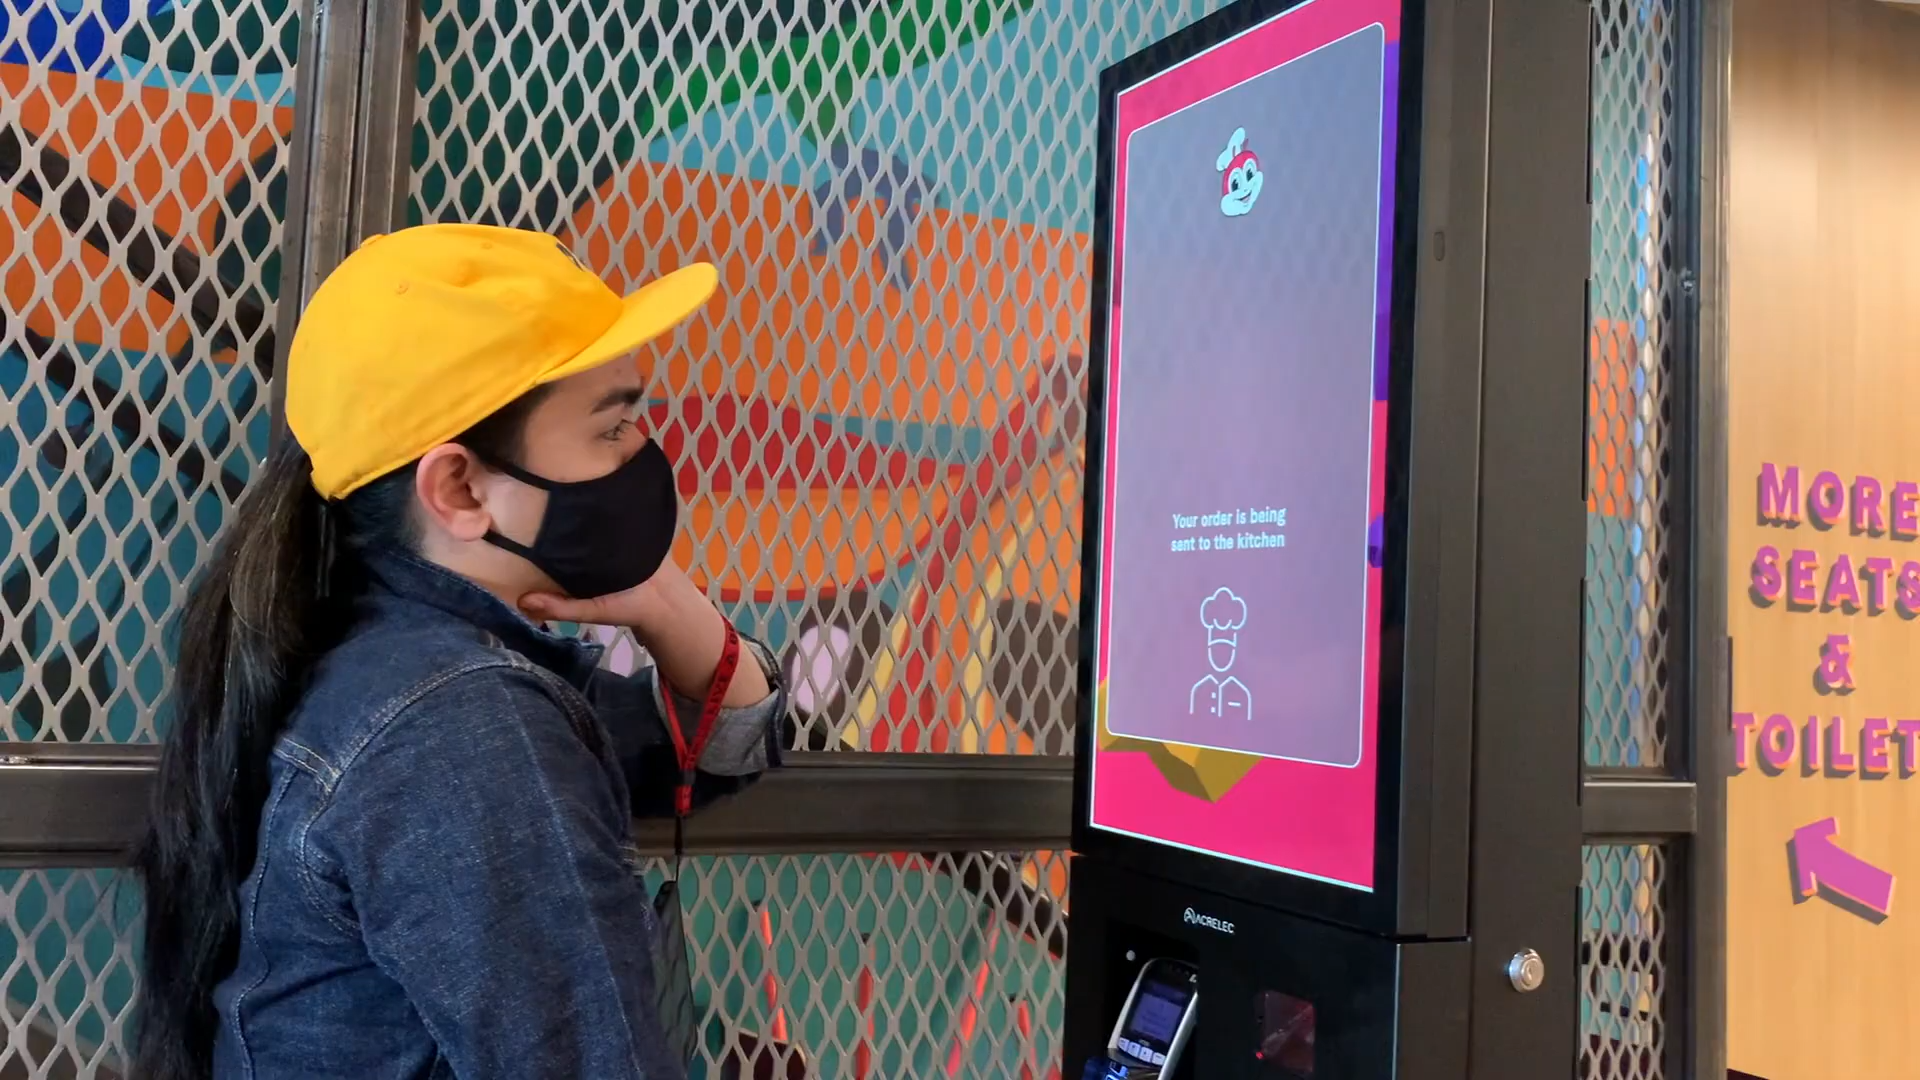 Your order is being
sent to the kitchen
ACRELEC
MORE
SEATS
&
TOILET